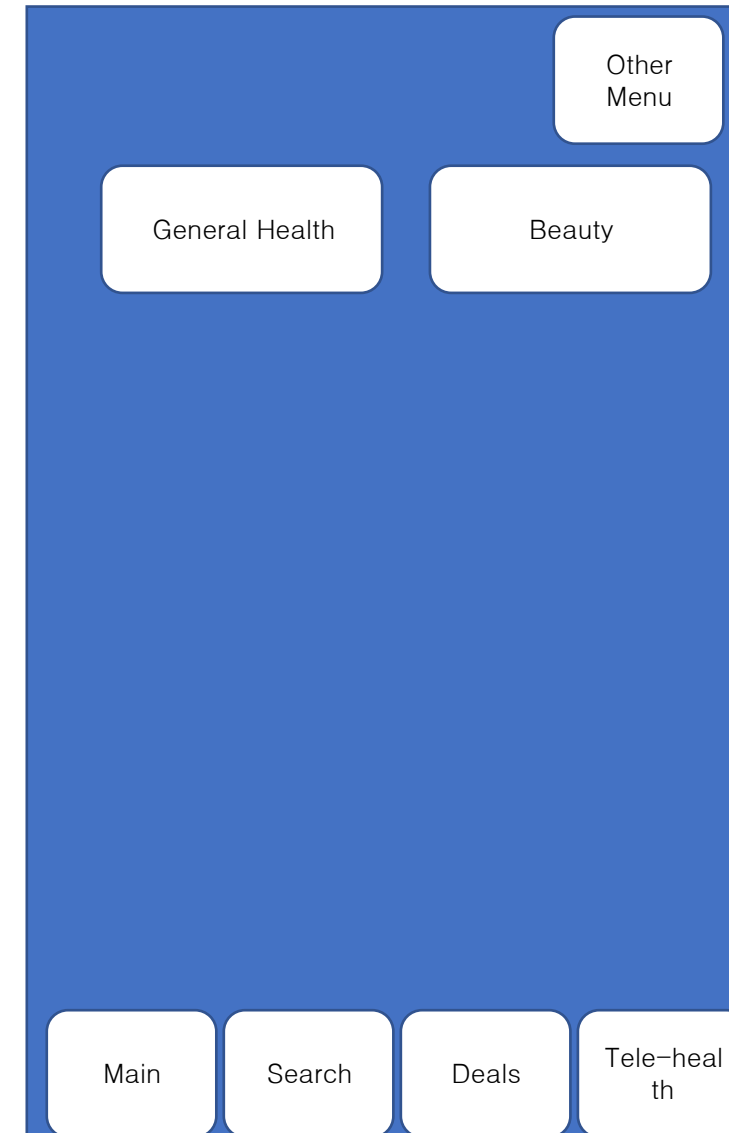 Other
Menu
General Health
Beauty
Main
Search
Deals
Tele-heal
th